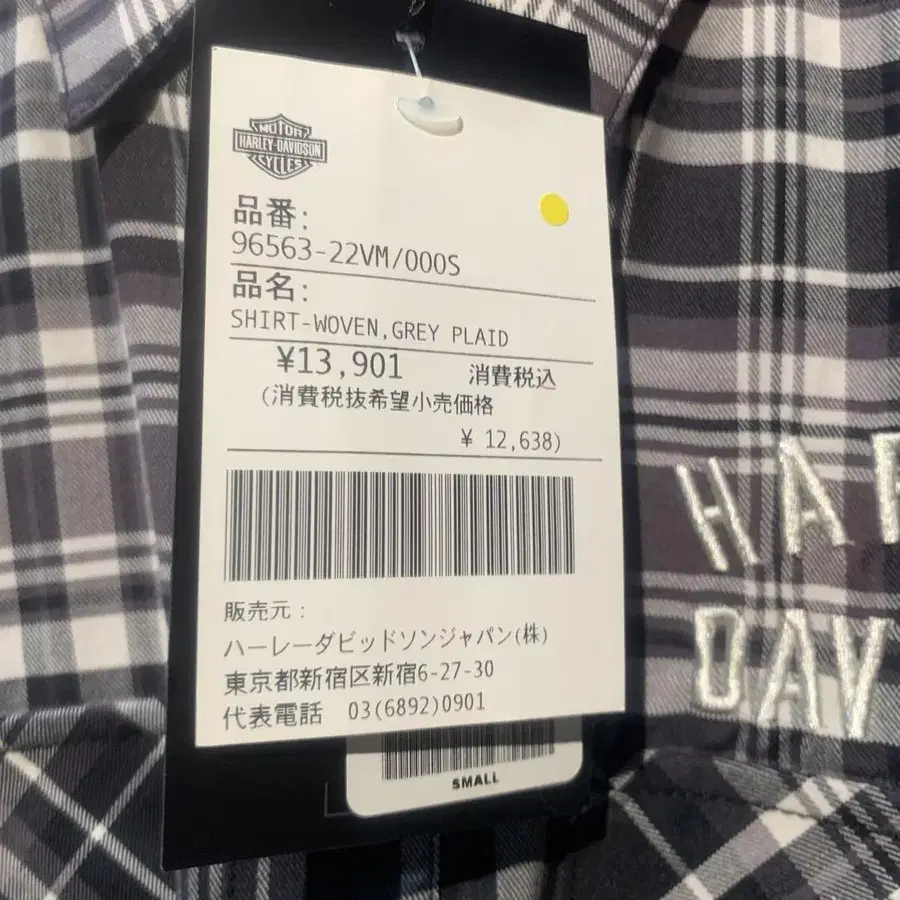 MOTOR
HARLEY-DAVIDSON
CYCLES
品番:
96563-22VM/000S
品名:
SHIRT-WOVEN,GREY PLAID
¥13,901 消費税込
(消費税抜希望小売価格
¥ 12,638)
販売元:
ハーレーダビッドソンジャパン(株)
東京都新宿区新宿6-27-30
代表電話 03(6892)0901
SMALL
HAR
DAV